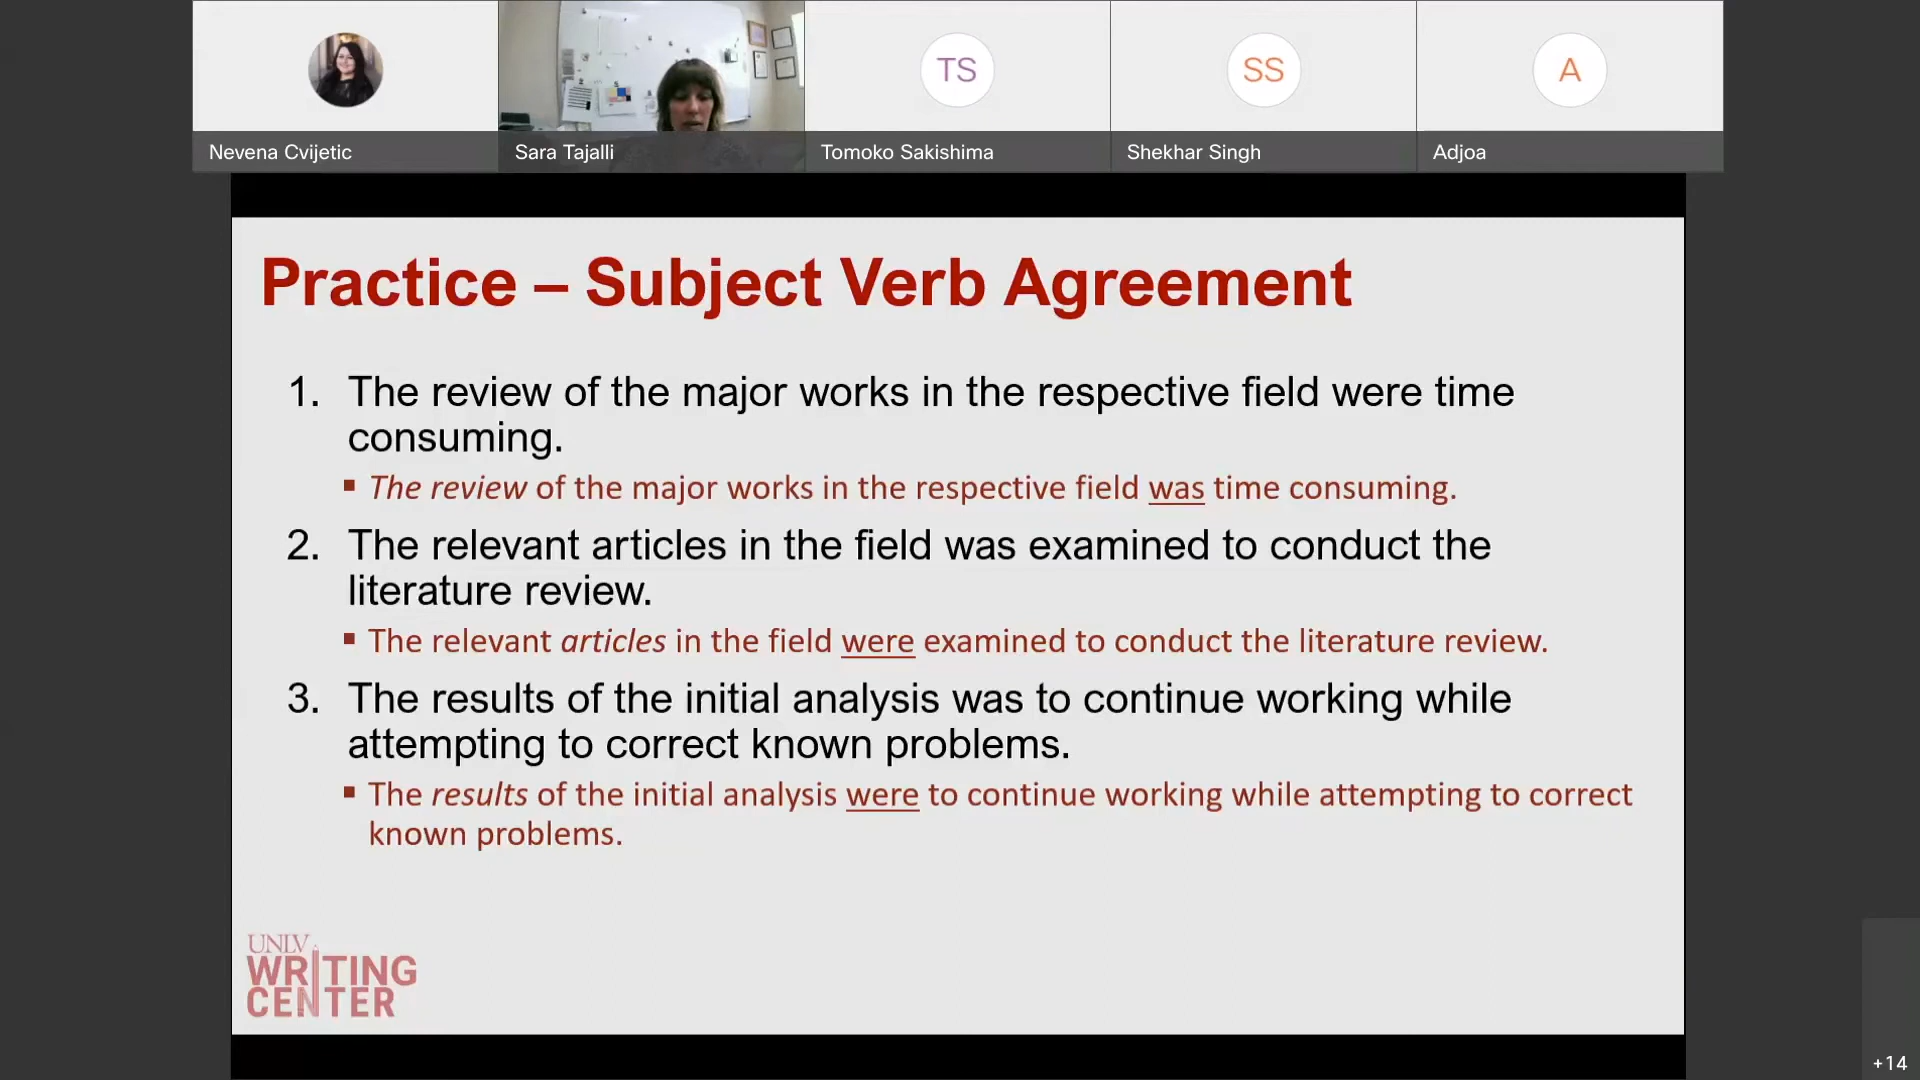 TS
SS
A
Nevena Cvijetic
Sara Tajalli
Tomoko Sakishima
Shekhar Singh
Adjoa
Practice – Subject Verb Agreement
1. The review of the major works in the respective field were time
consuming.
▪ The review of the major works in the respective field was time consuming.
2. The relevant articles in the field was examined to conduct the
literature review.
▪ The relevant articles in the field were examined to conduct the literature review.
3. The results of the initial analysis was to continue working while
attempting to correct known problems.
▪ The results of the initial analysis were to continue working while attempting to correct
known problems.
UNLV
WRITING
CENTER
+14